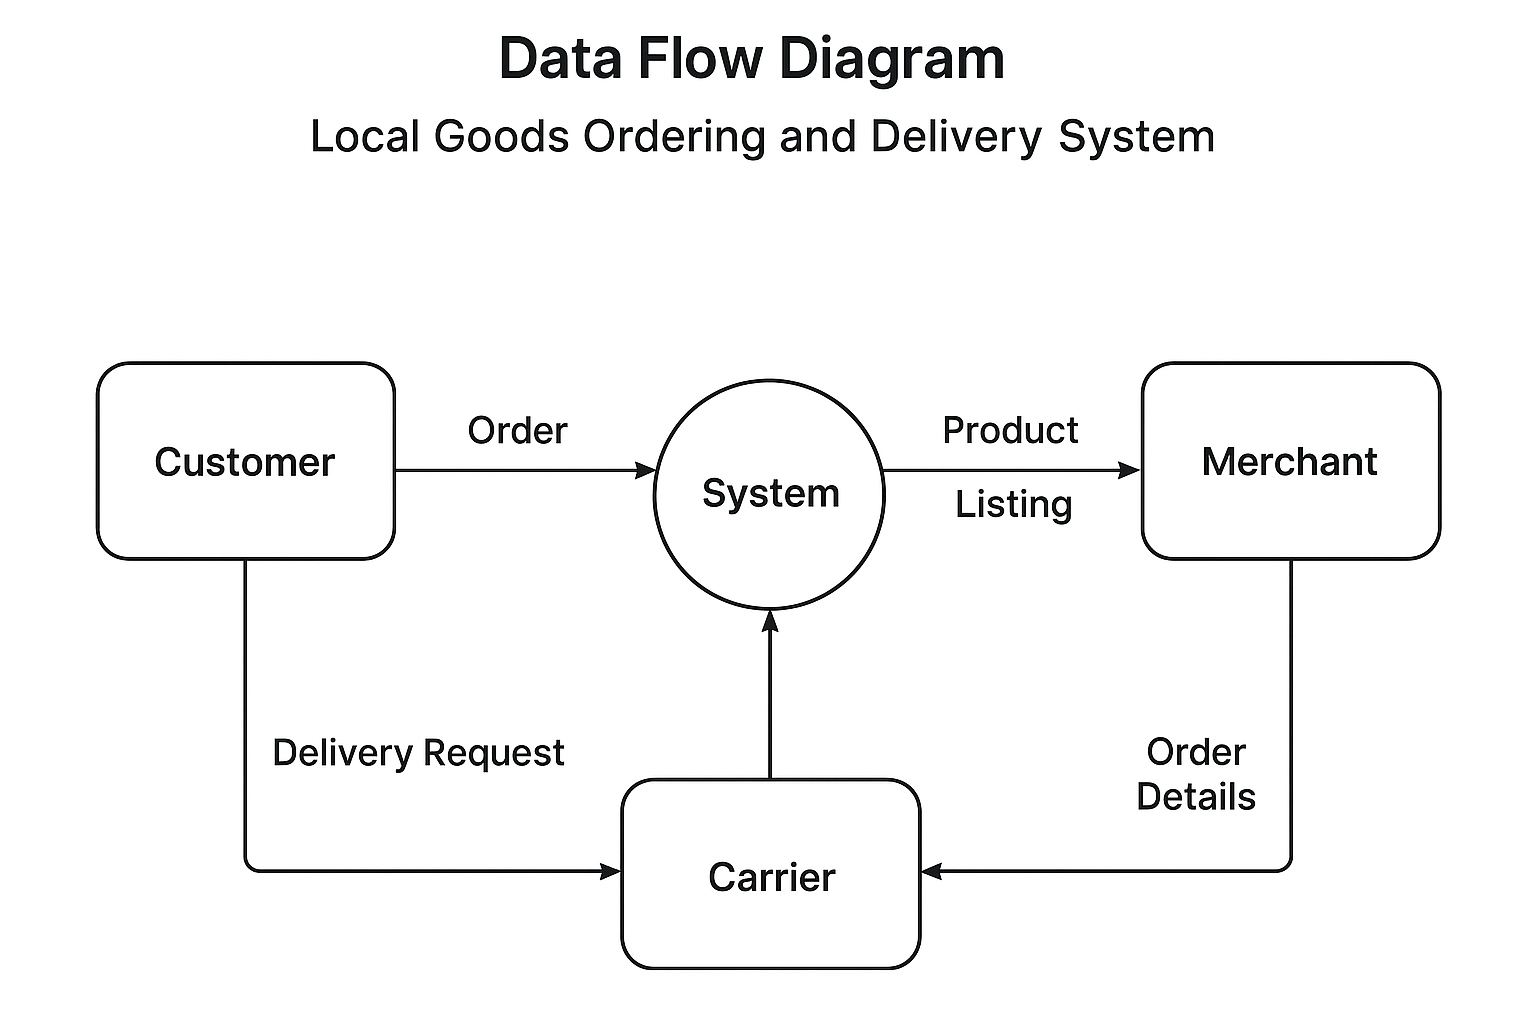 Data Flow Diagram
Local Goods Ordering and Delivery System
Customer
Order
System
Product
Listing
Merchant
Delivery Request
Order
Details
Carrier